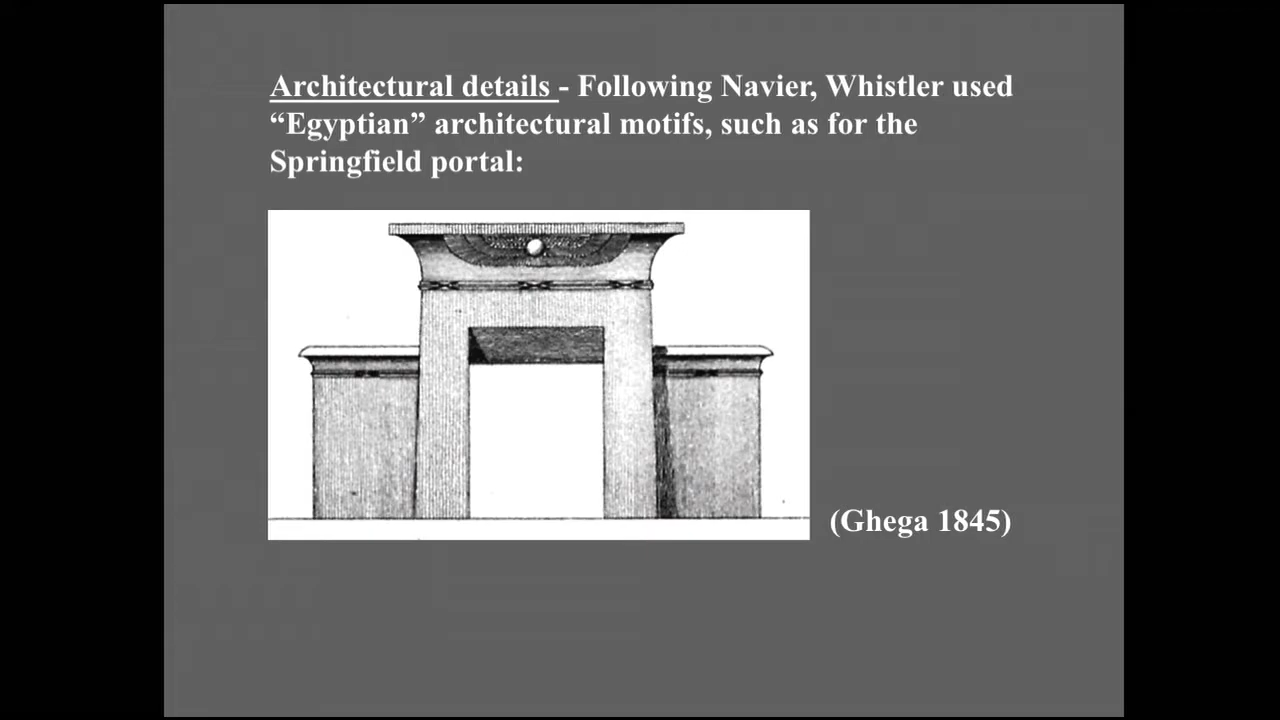 Architectural details - Following Navier, Whistler used
“Egyptian” architectural motifs, such as for the
Springfield portal:
(Ghega 1845)